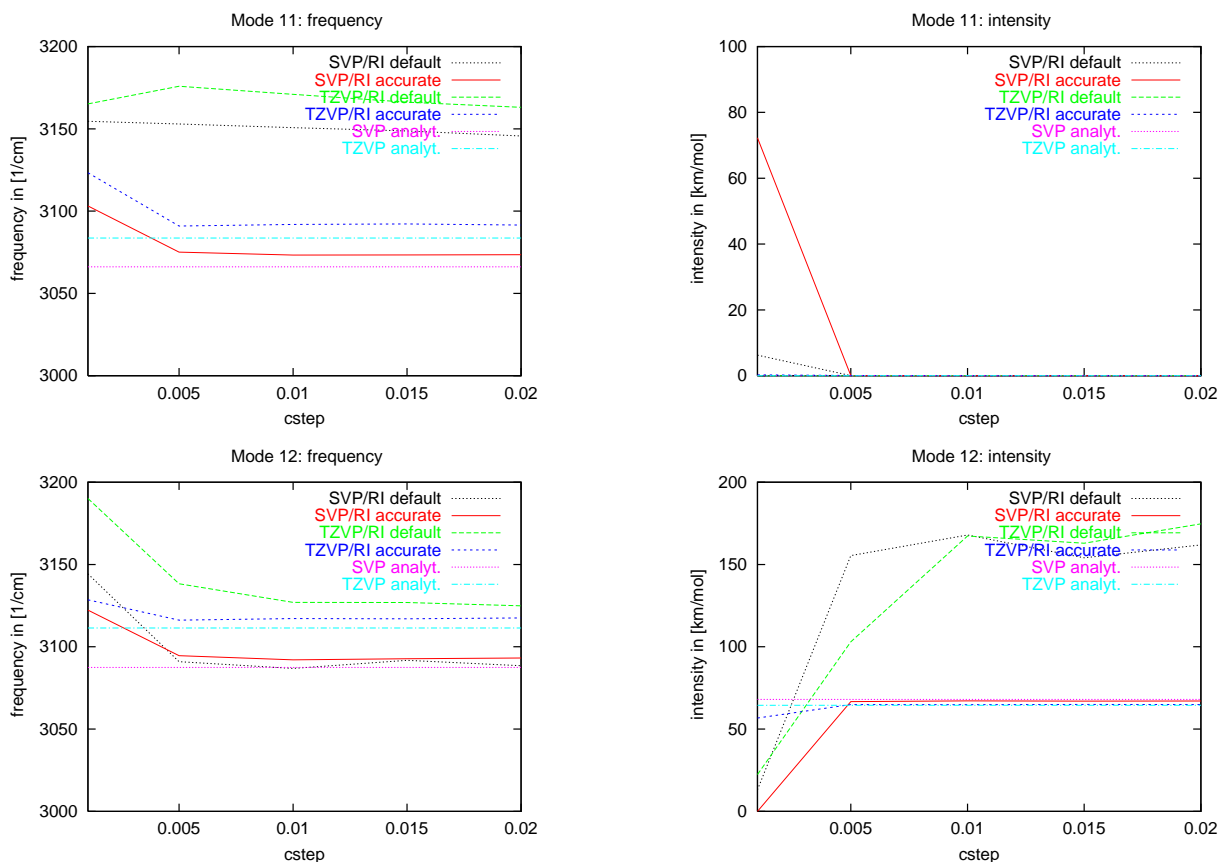 Mode 11: frequency
3200
3150
3100
3050
3000
frequency in [1/cm]
SVP/RI default
SVP/RI accurate
TZVP/RI default
TZVP/RI accurate
SVP analyt.
TZVP analyt.
0.005 0.01 0.015 0.02
cstep
Mode 11: intensity
100
80
60
40
20
0
intensity in [km/mol]
SVP/RI default
SVP/RI accurate
TZVP/RI default
TZVP/RI accurate
SVP analyt.
TZVP analyt.
0.005 0.01 0.015 0.02
cstep
Mode 12: frequency
3200
3150
3100
3050
3000
frequency in [1/cm]
SVP/RI default
SVP/RI accurate
TZVP/RI default
TZVP/RI accurate
SVP analyt.
TZVP analyt.
0.005 0.01 0.015 0.02
cstep
Mode 12: intensity
200
150
100
50
0
intensity in [km/mol]
SVP/RI default
SVP/RI accurate
TZVP/RI default
TZVP/RI accurate
SVP analyt.
TZVP analyt.
0.005 0.01 0.015 0.02
cstep